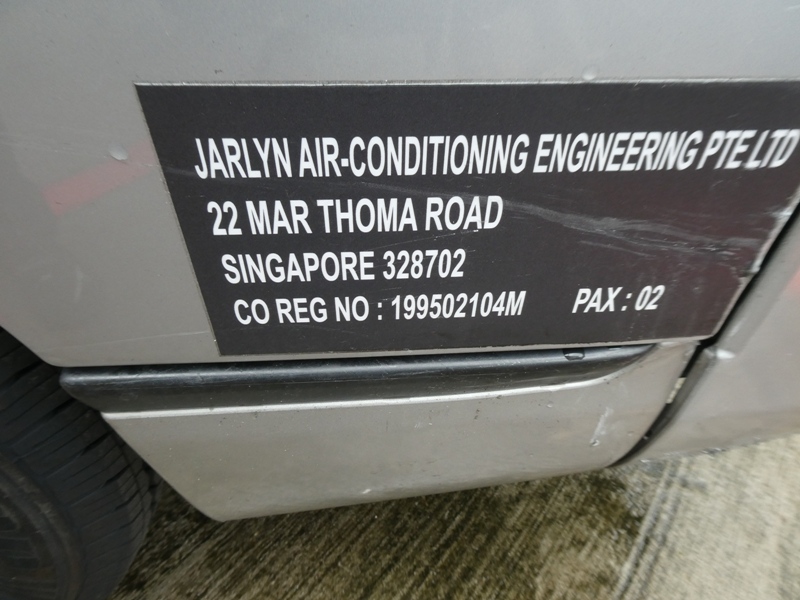 JARLYN AIR-CONDITIONING ENGINEERING PTE.LTD
22 MAR THOMA ROAD
SINGAPORE 328702
CO REG NO : 199502104M PAX : 02